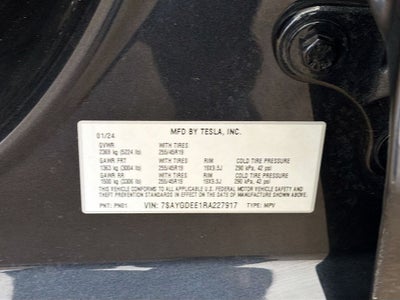 MFD BY TESLA, INC.
01/24
GVWR WITH TIRES
2369 kg (5224 lb) 255/45R19
GAWR FRT WITH TIRES RIM COLD TIRE PRESSURE
1363 kg (3004 lb) 255/45R19 19X9.5J 290 kPa, 42 psi
GAWR RR WITH TIRES RIM COLD TIRE PRESSURE
1500 kg (3306 lb) 255/45R19 19X9.5J 290 kPa, 42 psi
THIS VEHICLE CONFORMS TO ALL APPLICABLE U.S. FEDERAL MOTOR VEHICLE SAFETY AND
THEFT PREVENTION STANDARDS IN EFFECT ON THE DATE OF MANUFACTURE SHOWN ABOVE.
PNT: PN01 VIN: 7SAYGDEE1RA227917 TYPE: MPV